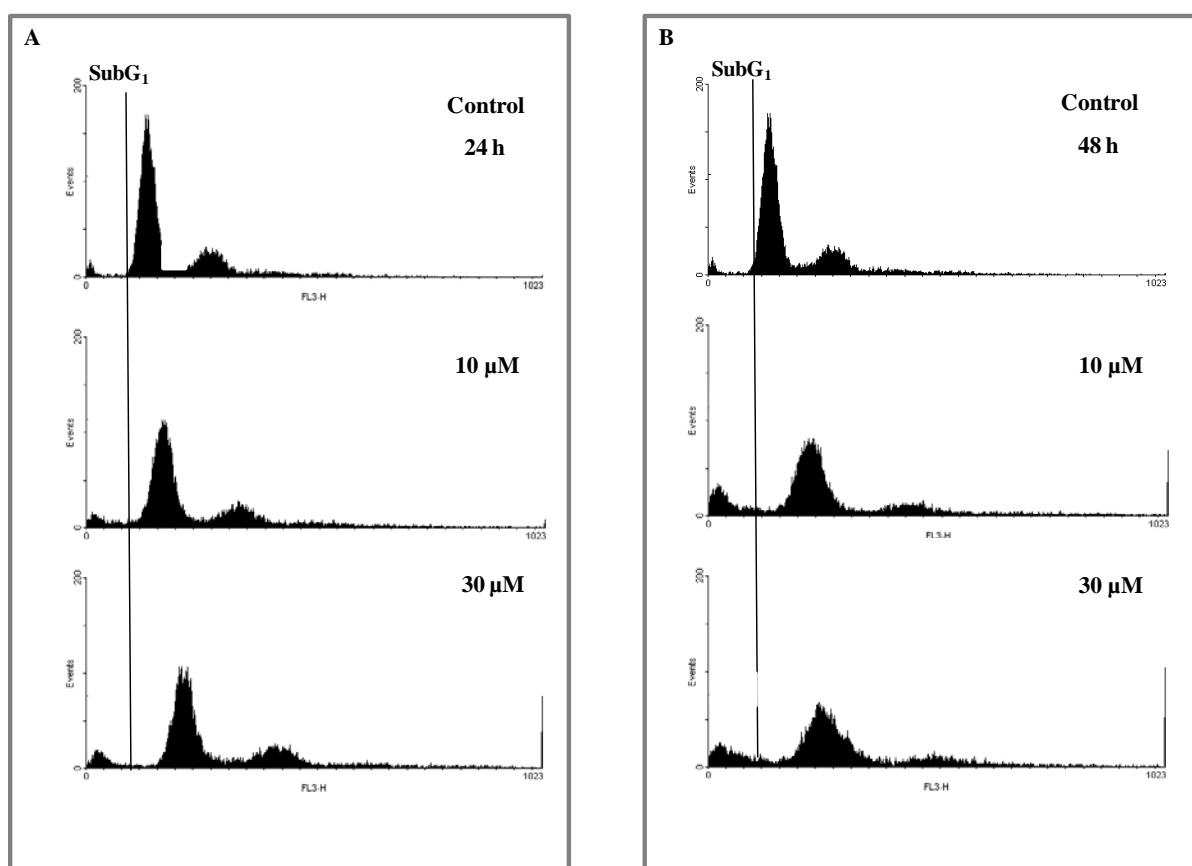 A
SubG₁
200
Events
Control
24 h
0
FL3-H
1023
200
Events
10 µM
0
1023
200
Events
30 µM
0
FL3-H
1023
B
SubG₁
200
Events
Control
48 h
0
1023
200
Events
10 µM
0
FL3-H
1023
200
Events
30 µM
0
FL3-H
1023